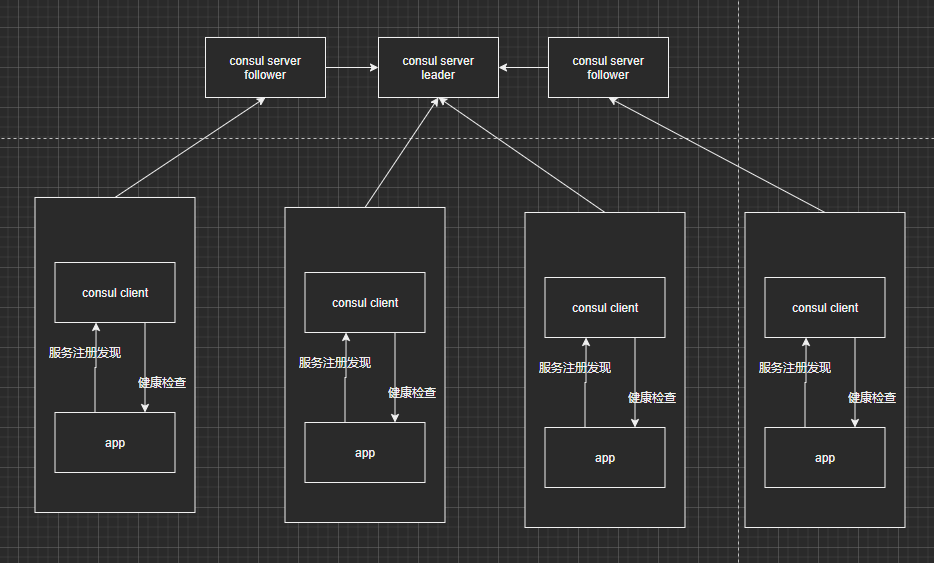 consul server
follower
consul server
leader
consul server
follower
consul client
服务注册发现
健康检查
app
consul client
服务注册发现
健康检查
app
consul client
服务注册发现
健康检查
app
consul client
服务注册发现
健康检查
app